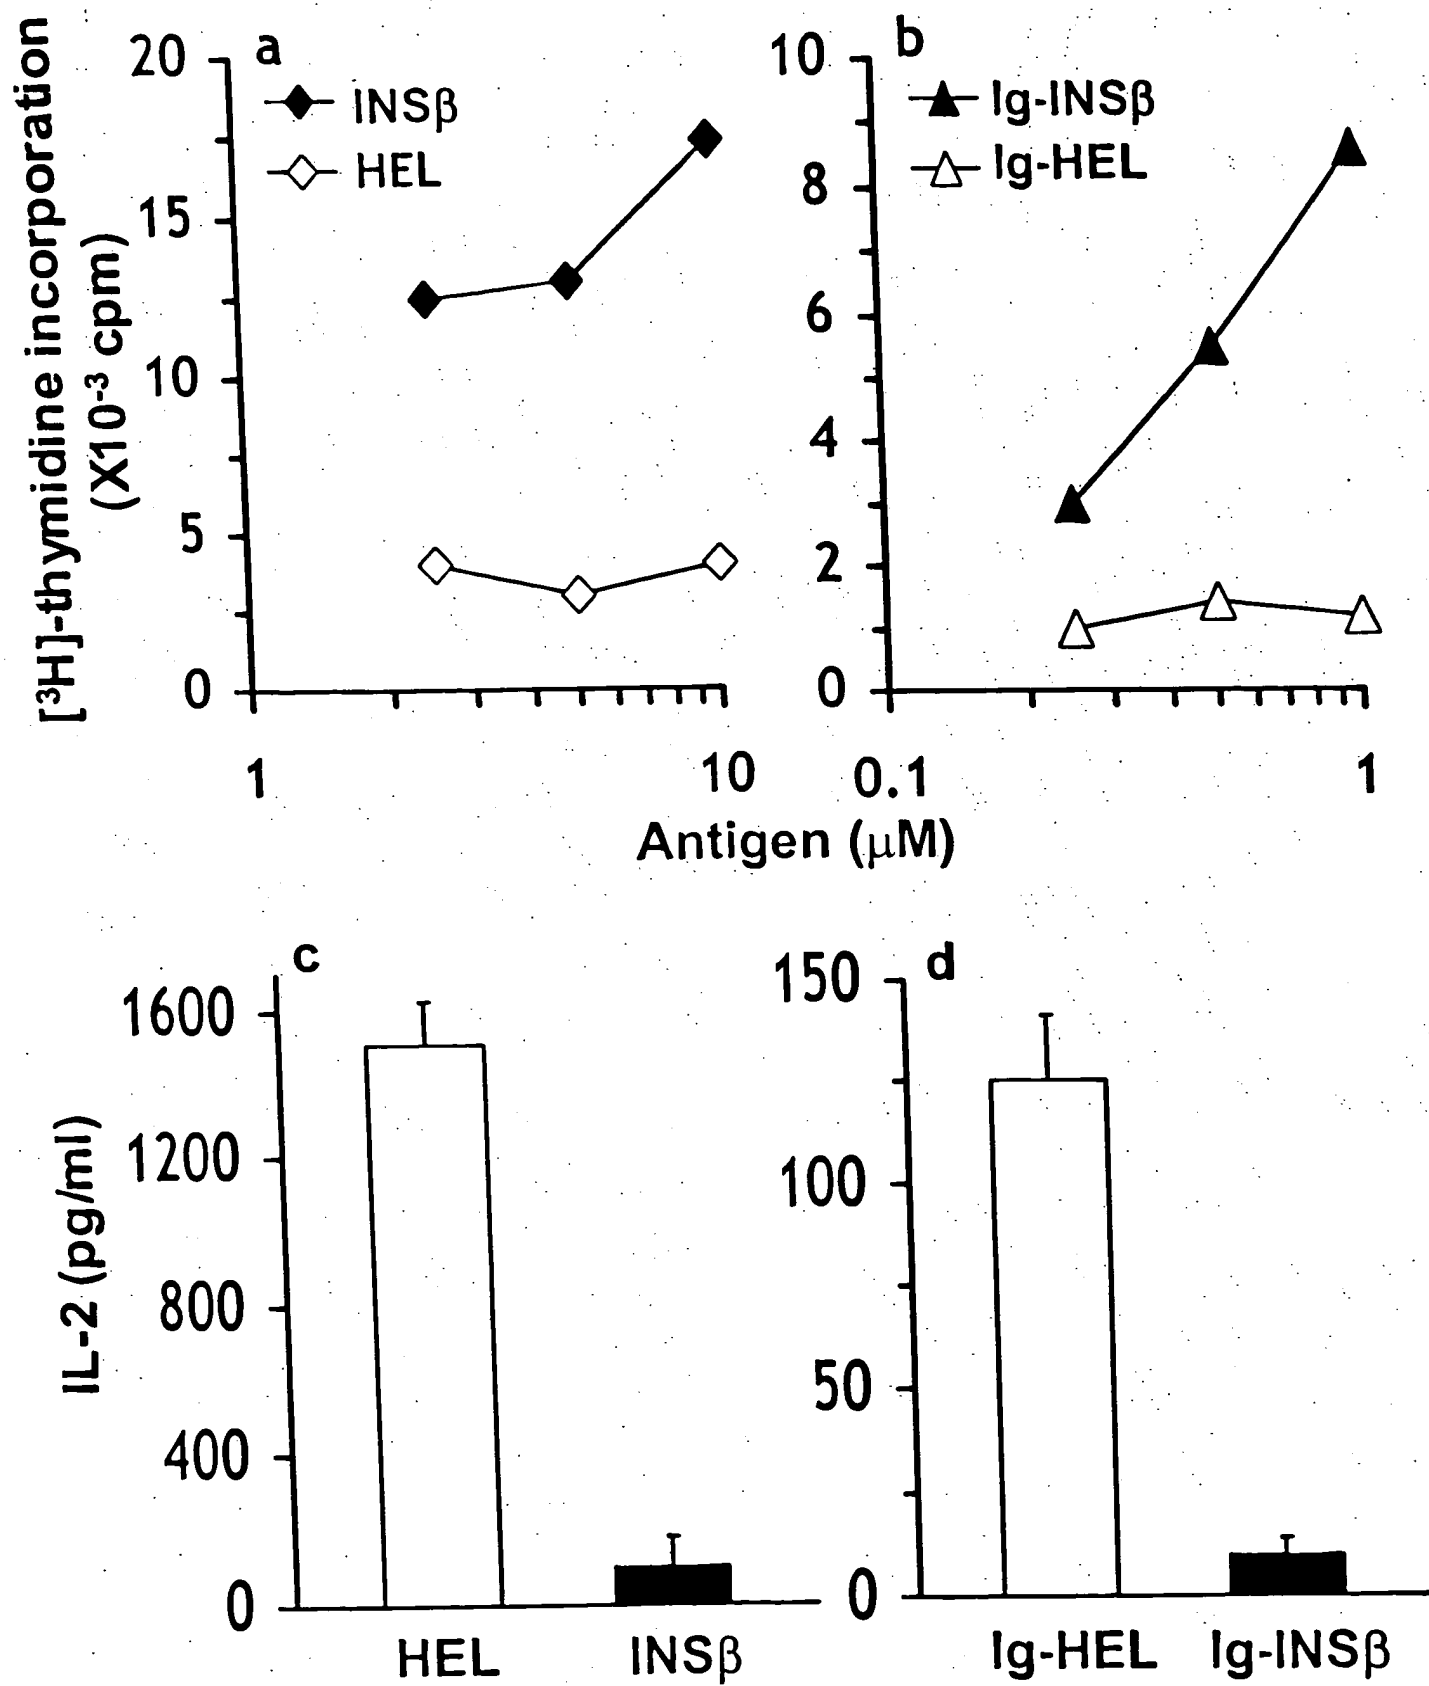 [³H]-thymidine incorporation
(X10⁻³ cpm)
a
20
15
10
5
0
INSβ
HEL
1
10
b
10
8
6
4
2
0
Ig-INSβ
Ig-HEL
0.1
1
Antigen (μM)
IL-2 (pg/ml)
c
1600
1200
800
400
0
HEL
INSβ
d
150
100
50
0
Ig-HEL
Ig-INSβ